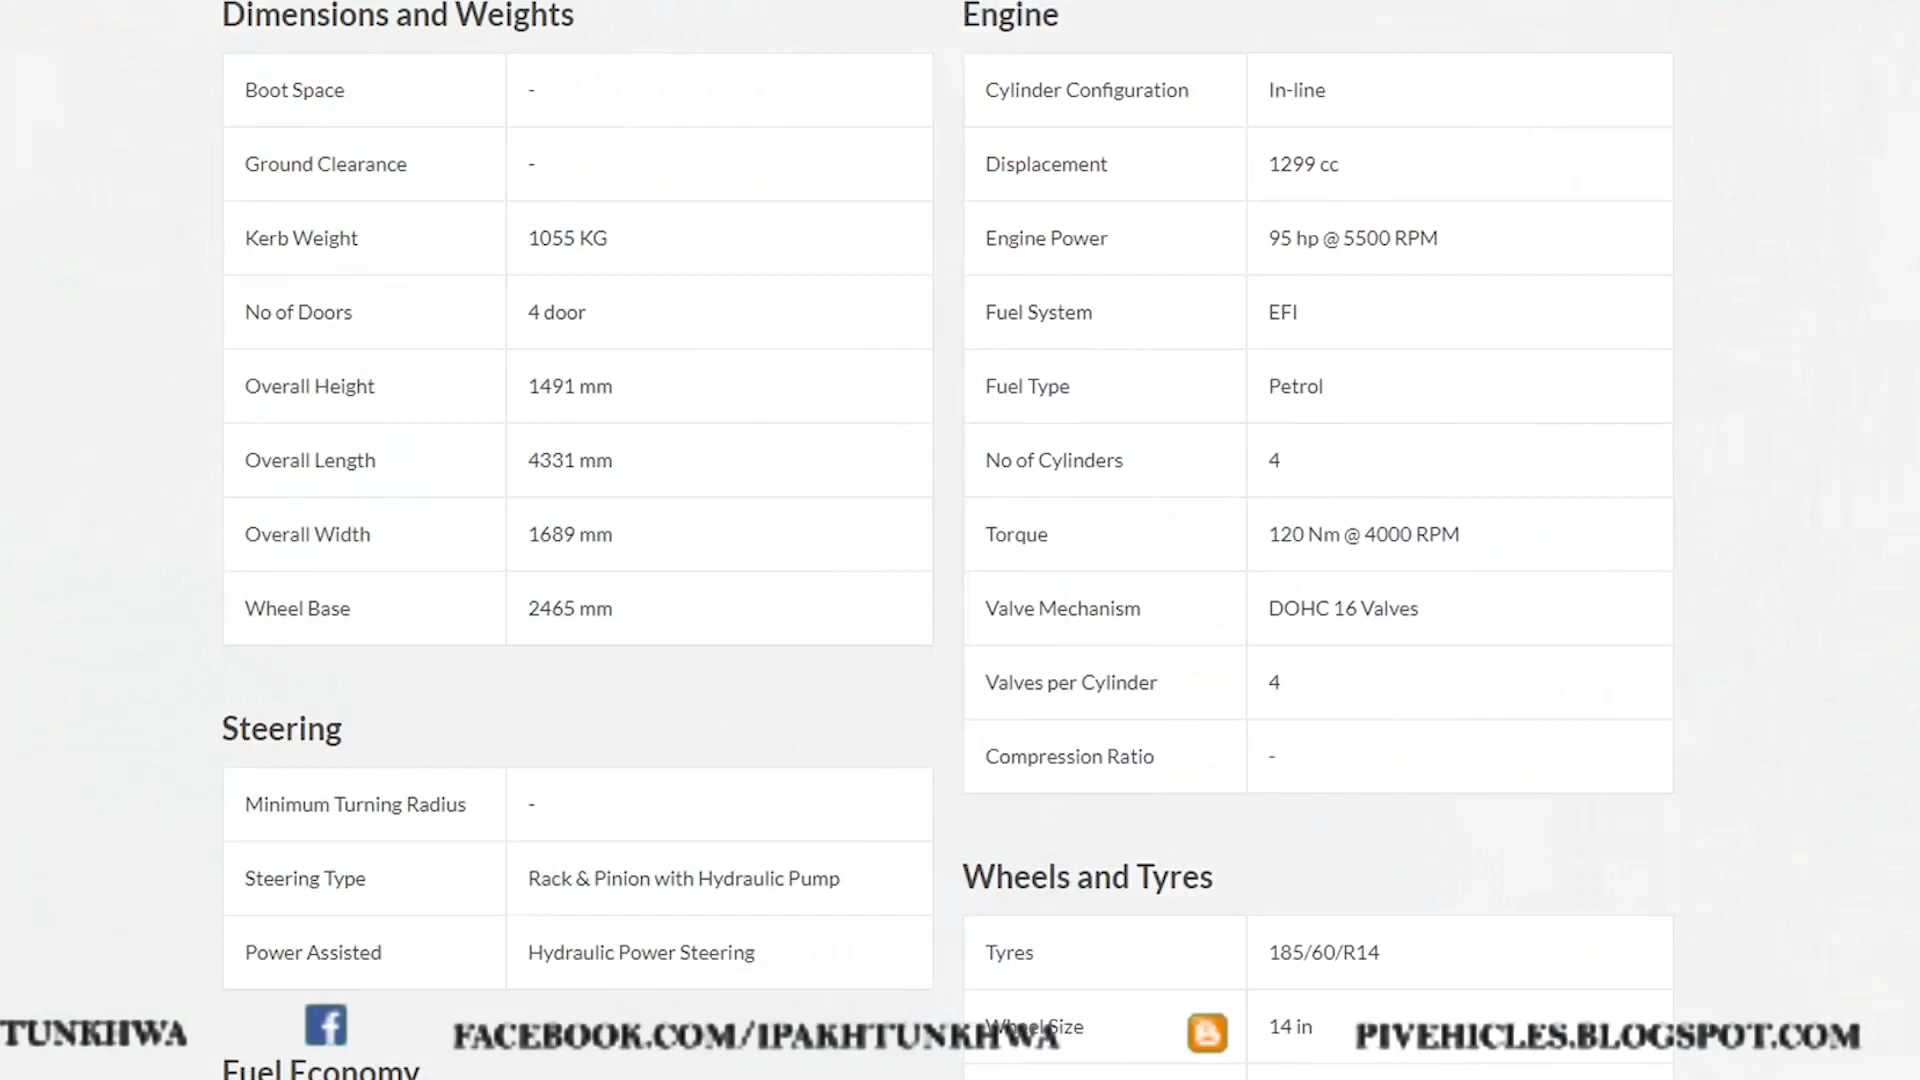 Dimensions and Weights
Boot Space -
Ground Clearance -
Kerb Weight 1055 KG
No of Doors 4 door
Overall Height 1491 mm
Overall Length 4331 mm
Overall Width 1689 mm
Wheel Base 2465 mm
Steering
Minimum Turning Radius -
Steering Type Rack & Pinion with Hydraulic Pump
Power Assisted Hydraulic Power Steering
Fuel Economy
Engine
Cylinder Configuration In-line
Displacement 1299 cc
Engine Power 95 hp @ 5500 RPM
Fuel System EFI
Fuel Type Petrol
No of Cylinders 4
Torque 120 Nm @ 4000 RPM
Valve Mechanism DOHC 16 Valves
Valves per Cylinder 4
Compression Ratio -
Wheels and Tyres
Tyres 185/60/R14
Wheel Size 14 in
TUNKHWA FACEBOOK.COM/IPAKHTUNKHWA PIVEHICLES.BLOGSPOT.COM